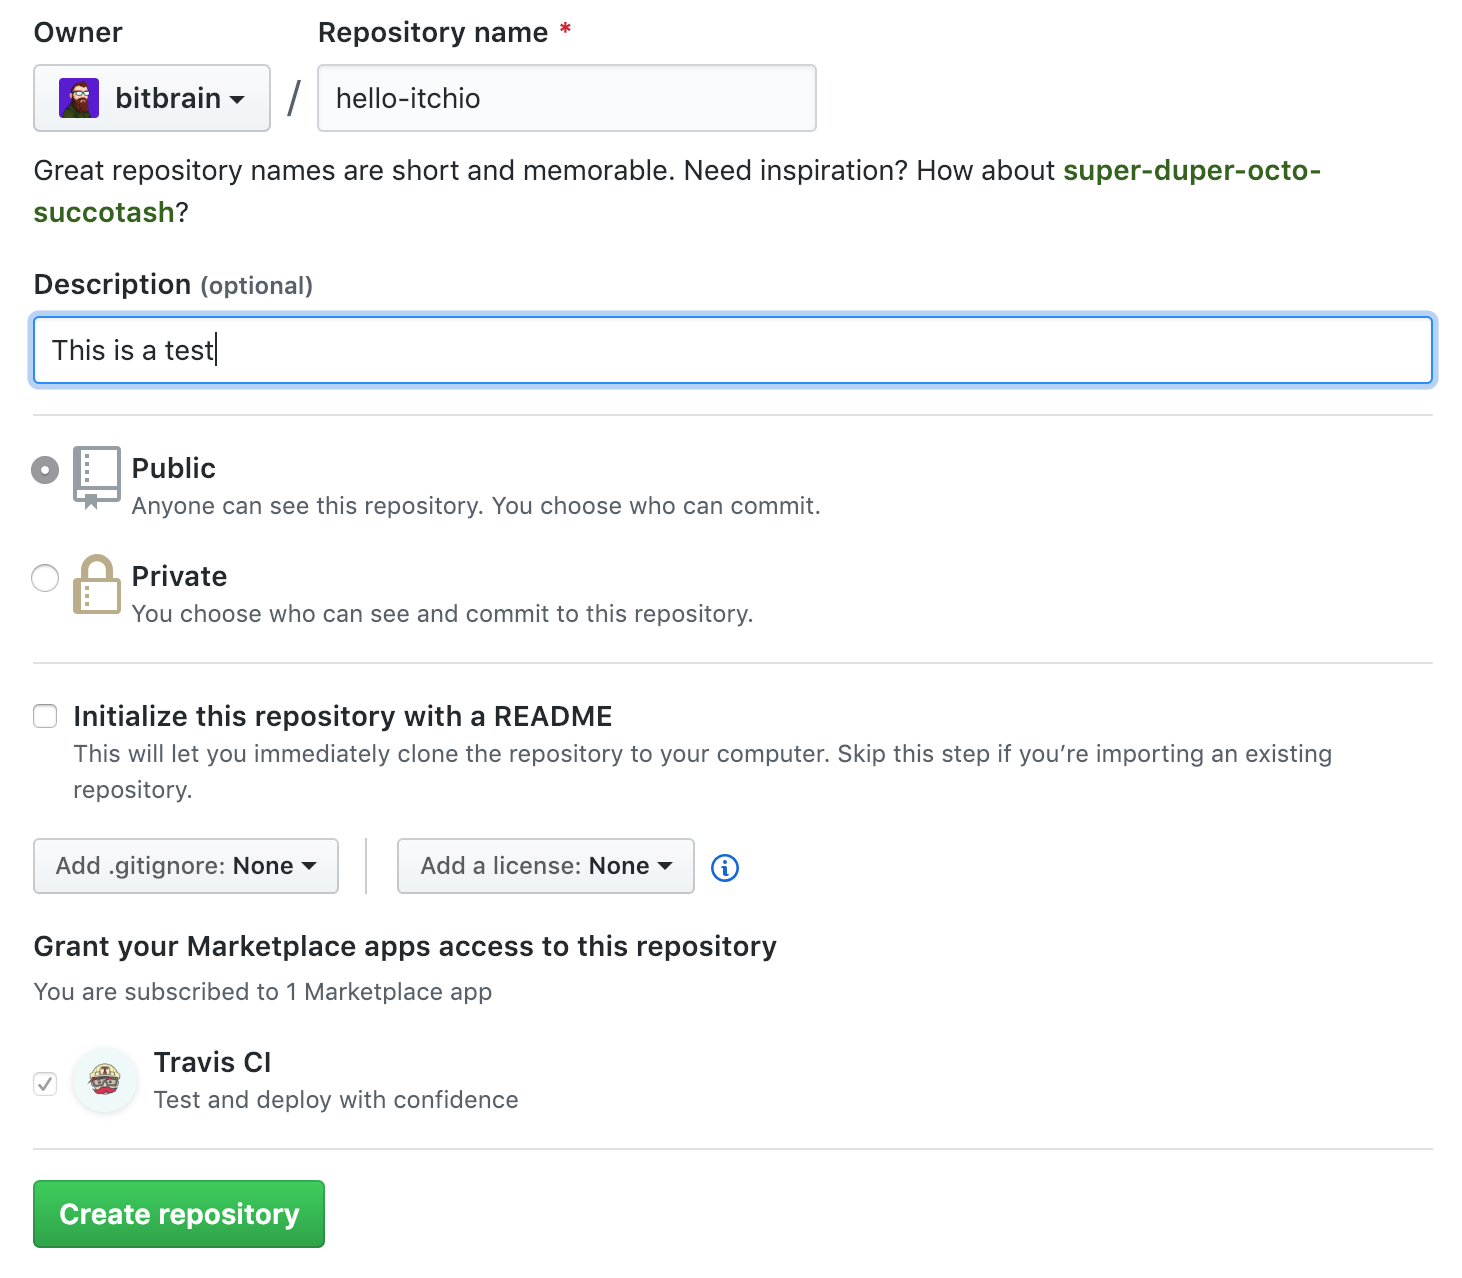 Owner
Repository name *
bitbrain / hello-itchio
Great repository names are short and memorable. Need inspiration? How about super-duper-octo-
succotash?
Description (optional)
This is a test
Public
Anyone can see this repository. You choose who can commit.
Private
You choose who can see and commit to this repository.
Initialize this repository with a README
This will let you immediately clone the repository to your computer. Skip this step if you’re importing an existing
repository.
Add .gitignore: None
Add a license: None
Grant your Marketplace apps access to this repository
You are subscribed to 1 Marketplace app
Travis CI
Test and deploy with confidence
Create repository